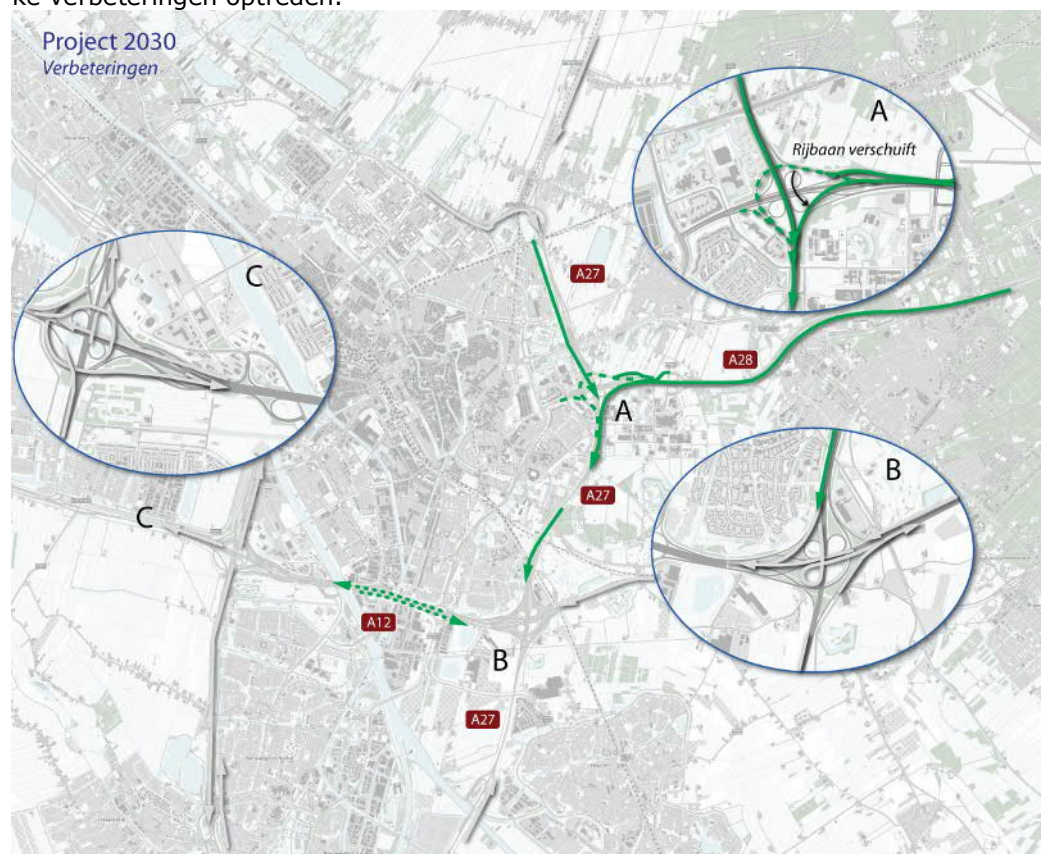 ke verbeteringen optreden.
Project 2030
Verbeteringen
A
Rijbaan verschuift
C
A27
A28
A
B
A27
C
A12
B
A27